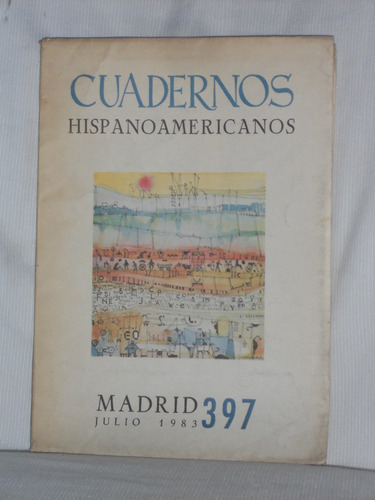 CUADERNOS
HISPANOAMERICANOS
MADRID 397
JULIO 1983